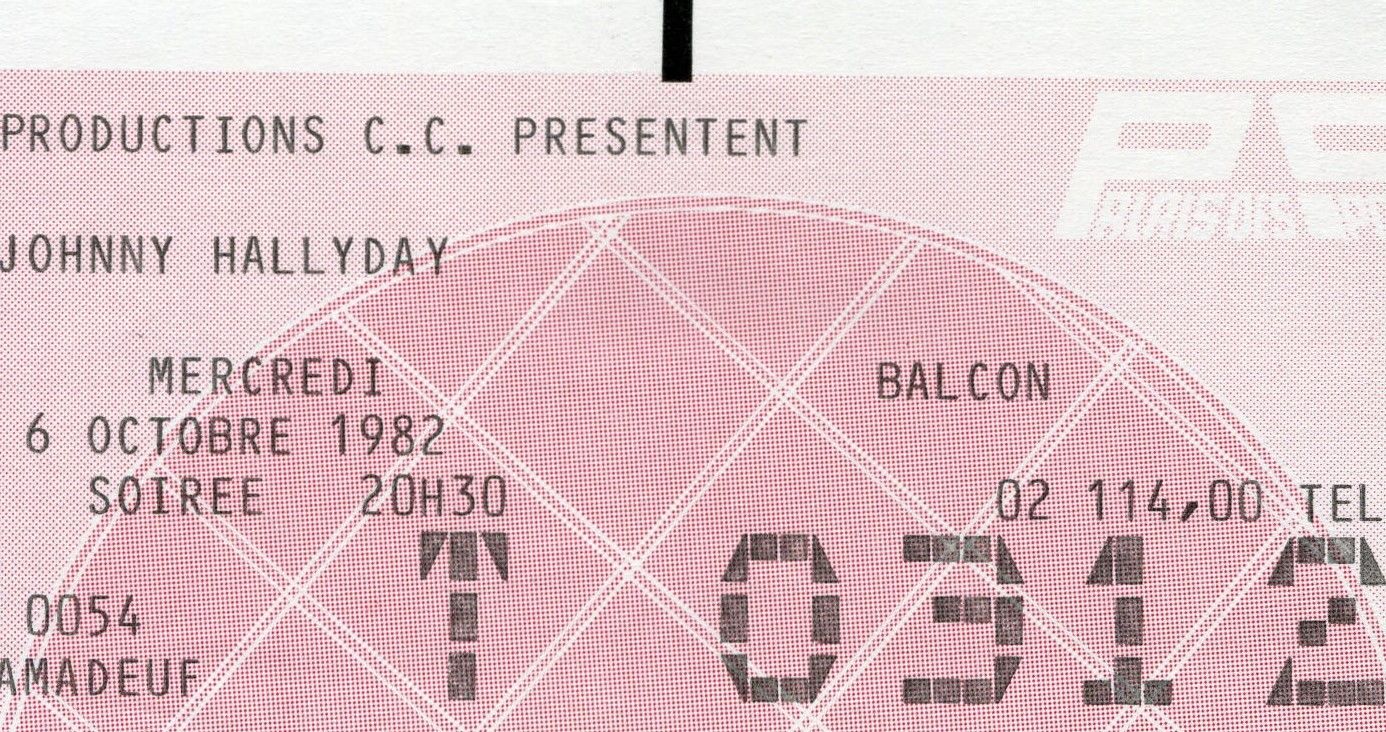 PRODUCTIONS C.C. PRESENTENT
JOHNNY HALLYDAY
MERCREDI
BALCON
6 OCTOBRE 1982
SOIREE 20H30
02 114,00 TEL
T 0312
0054
AMADEUF